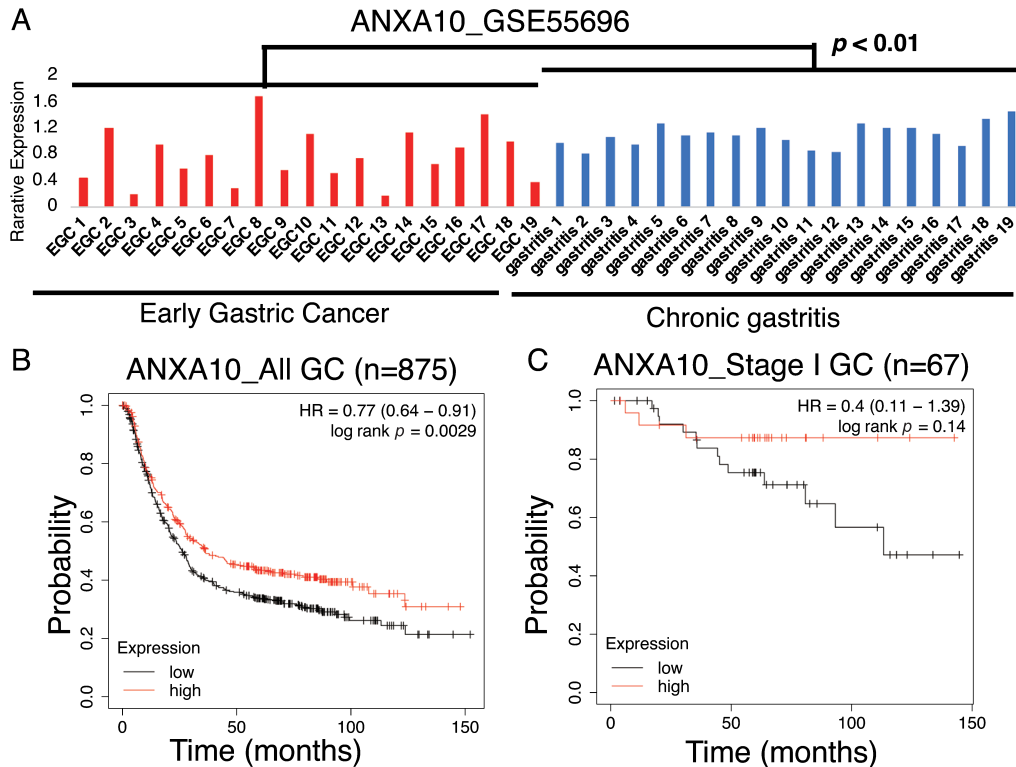 A
ANXA10_GSE55696
p < 0.01
Rarative Expression
2
1.6
1.2
0.8
0.4
0
EGC 1
EGC 2
EGC 3
EGC 4
EGC 5
EGC 6
EGC 7
EGC 8
EGC 9
EGC10
EGC 11
EGC 12
EGC 13
EGC 14
EGC 15
EGC 16
EGC 17
EGC 18
EGC 19
gastritis 1
gastritis 2
gastritis 3
gastritis 4
gastritis 5
gastritis 6
gastritis 7
gastritis 8
gastritis 9
gastritis 10
gastritis 11
gastritis 12
gastritis 13
gastritis 14
gastritis 15
gastritis 16
gastritis 17
gastritis 18
gastritis 19
Early Gastric Cancer
Chronic gastritis
B
ANXA10_All GC (n=875)
HR = 0.77 (0.64 – 0.91)
log rank p = 0.0029
Probability
1.0
0.8
0.6
0.4
0.2
0.0
Expression
low
high
0
50
100
150
Time (months)
C
ANXA10_Stage I GC (n=67)
HR = 0.4 (0.11 – 1.39)
log rank p = 0.14
Probability
1.0
0.8
0.6
0.4
0.2
0.0
Expression
low
high
0
50
100
150
Time (months)